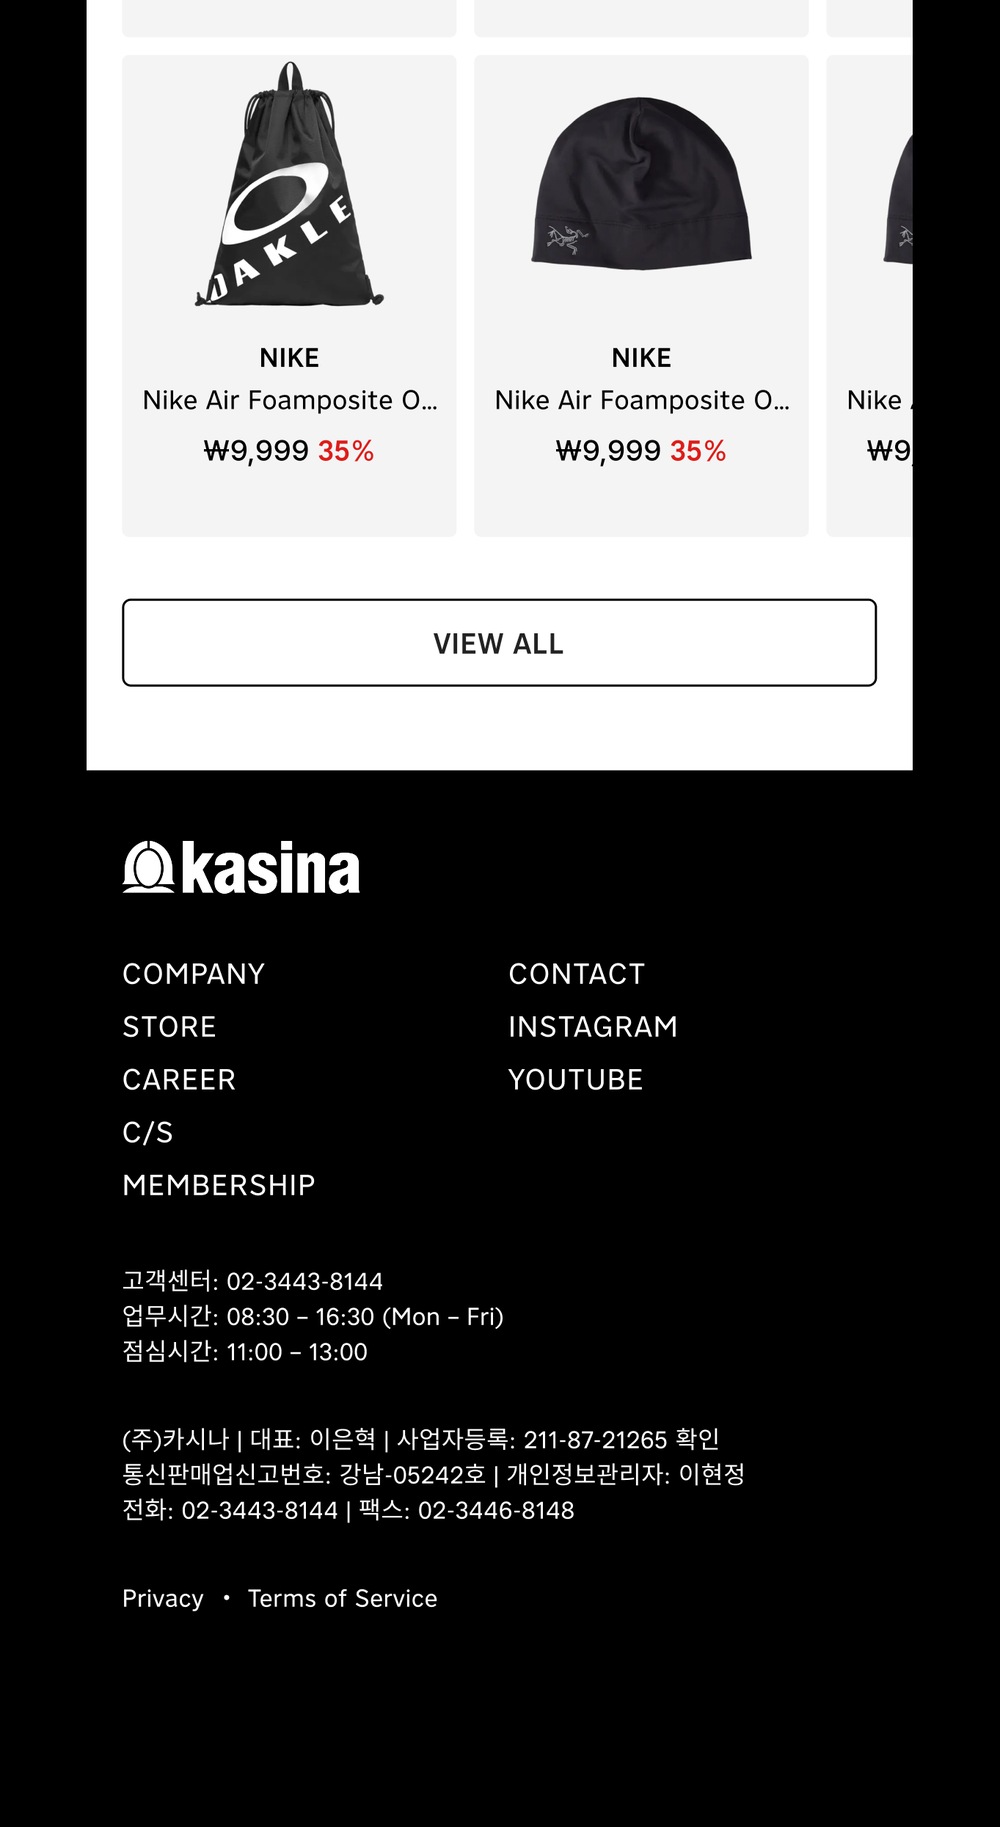 OAKLE
NIKE
Nike Air Foamposite O...
₩9,999 35%
NIKE
Nike Air Foamposite O...
₩9,999 35%
Nike
₩9,
VIEW ALL
kasina
COMPANY
STORE
CAREER
C/S
MEMBERSHIP
CONTACT
INSTAGRAM
YOUTUBE
고객센터: 02-3443-8144
업무시간: 08:30 – 16:30 (Mon – Fri)
점심시간: 11:00 – 13:00
(주)카시나 | 대표: 이은혁 | 사업자등록: 211-87-21265 확인
통신판매업신고번호: 강남-05242호 | 개인정보관리자: 이현정
전화: 02-3443-8144 | 팩스: 02-3446-8148
Privacy • Terms of Service